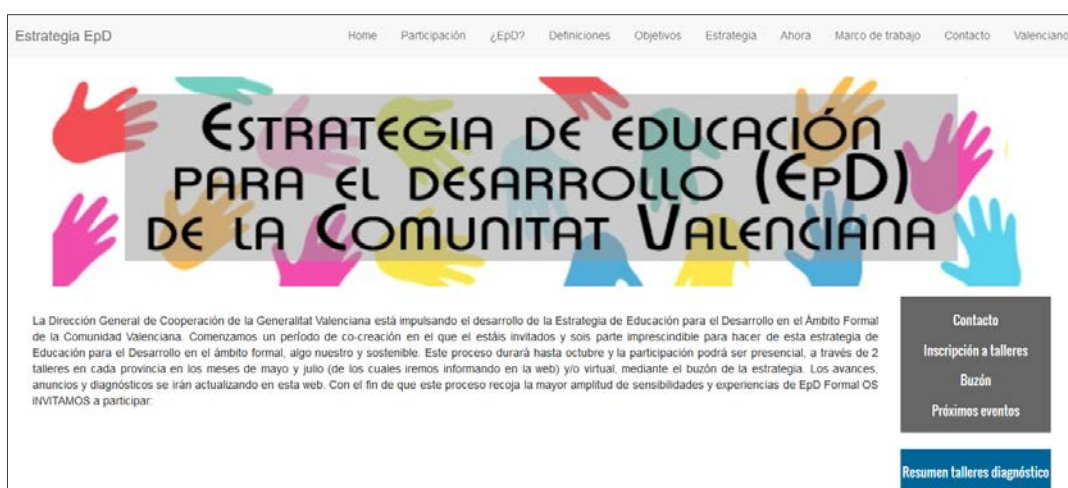 Estrategia EpD
Home Participación ¿EpD? Definiciones Objetivos Estrategia Ahora Marco de trabajo Contacto Valenciano
ESTRATEGIA DE EDUCACIÓN
PARA EL DESARROLLO (EPD)
DE LA COMUNITAT VALENCIANA
La Dirección General de Cooperación de la Generalitat Valenciana está impulsando el desarrollo de la Estrategia de Educación para el Desarrollo en el Ámbito Formal
de la Comunidad Valenciana. Comenzamos un período de co-creación en el que el estáis invitados y sois parte imprescindible para hacer de esta estrategia de
Educación para el Desarrollo en el ámbito formal, algo nuestro y sostenible. Este proceso durará hasta octubre y la participación podrá ser presencial, a través de 2
talleres en cada provincia en los meses de mayo y julio (de los cuales iremos informando en la web) y/o virtual, mediante el buzón de la estrategia. Los avances,
anuncios y diagnósticos se irán actualizando en esta web. Con el fin de que este proceso recoja la mayor amplitud de sensibilidades y experiencias de EpD Formal OS
INVITAMOS a participar:
Contacto
Inscripción a talleres
Buzón
Próximos eventos
Resumen talleres diagnóstico